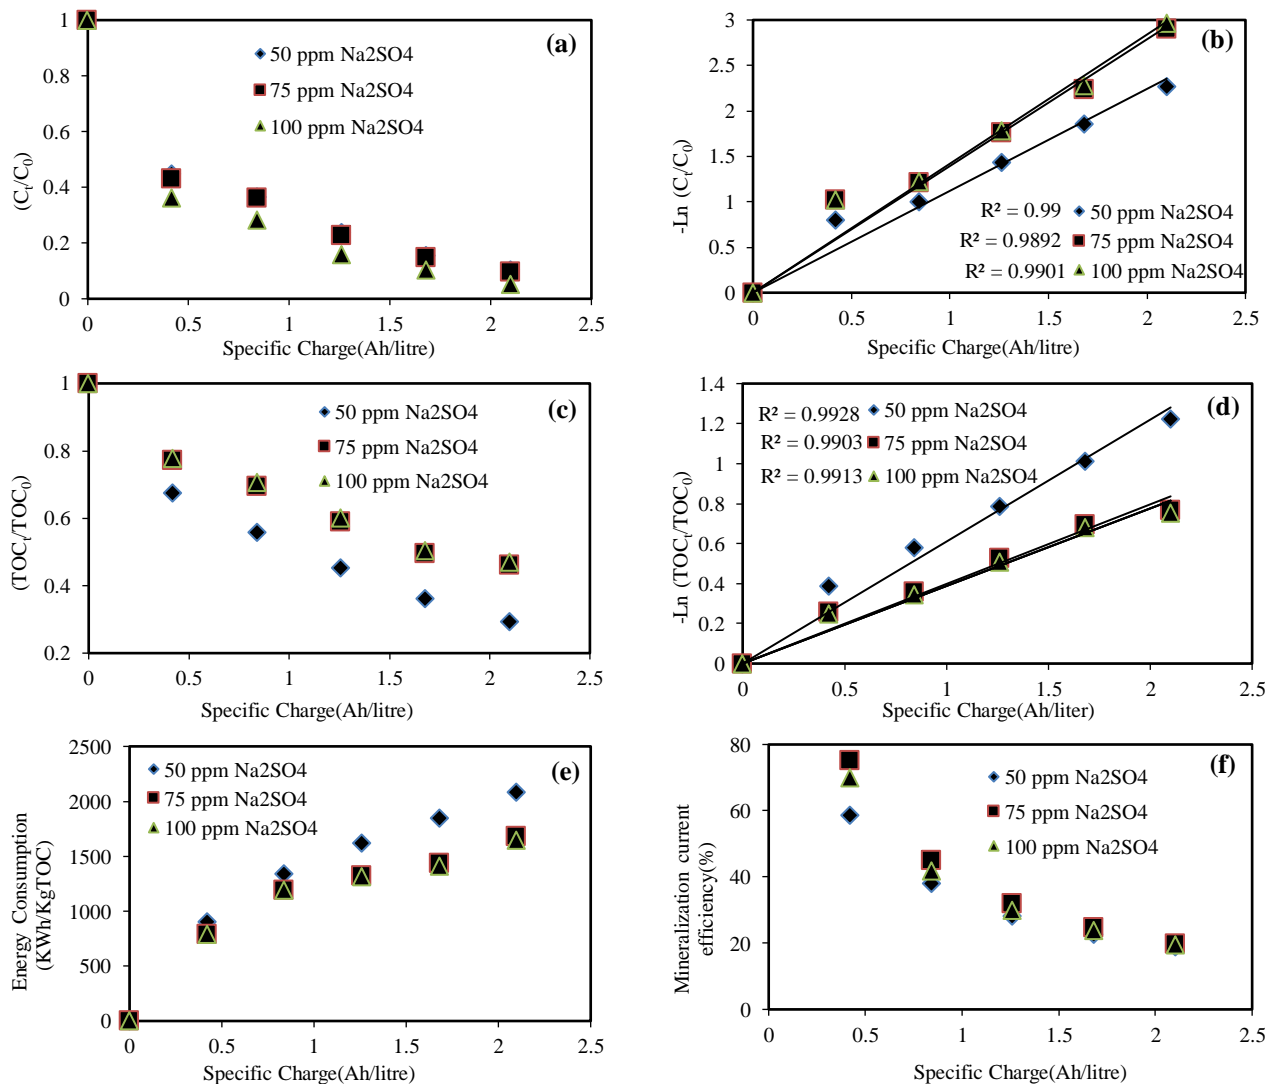 (a)
1
0.8
0.6
0.4
0.2
0
(Ct/C0)
50 ppm Na2SO4
75 ppm Na2SO4
100 ppm Na2SO4
0 0.5 1 1.5 2 2.5
Specific Charge(Ah/litre)
(b)
3
2.5
2
1.5
1
0.5
0
-Ln (Ct/C0)
R² = 0.99 50 ppm Na2SO4
R² = 0.9892 75 ppm Na2SO4
R² = 0.9901 100 ppm Na2SO4
0 0.5 1 1.5 2 2.5
Specific Charge(Ah/litre)
(c)
1
0.8
0.6
0.4
0.2
(TOCt/TOC0)
50 ppm Na2SO4
75 ppm Na2SO4
100 ppm Na2SO4
0 0.5 1 1.5 2 2.5
Specific Charge(Ah/litre)
(d)
1.4
1.2
1
0.8
0.6
0.4
0.2
0
-Ln (TOCt/TOC0)
R² = 0.9928 50 ppm Na2SO4
R² = 0.9903 75 ppm Na2SO4
R² = 0.9913 100 ppm Na2SO4
0 0.5 1 1.5 2 2.5
Specific Charge(Ah/liter)
(e)
2500
2000
1500
1000
500
0
Energy Consumption
(KWh/KgTOC)
50 ppm Na2SO4
75 ppm Na2SO4
100 ppm Na2SO4
0 0.5 1 1.5 2 2.5
Specific Charge(Ah/litre)
(f)
80
60
40
20
0
Mineralization current
efficiency(%)
50 ppm Na2SO4
75 ppm Na2SO4
100 ppm Na2SO4
0 0.5 1 1.5 2 2.5
Specific Charge(Ah/litre)